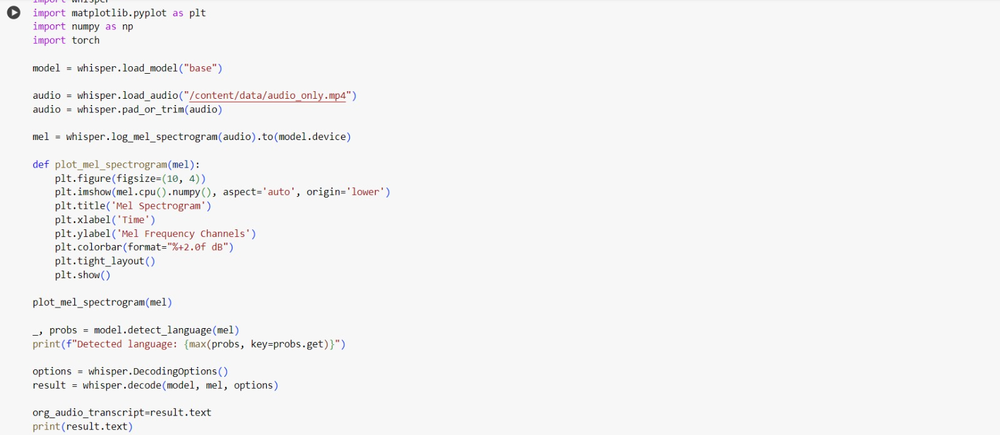 import whisper
import matplotlib.pyplot as plt
import numpy as np
import torch
model = whisper.load_model("base")
audio = whisper.load_audio("/content/data/audio_only.mp4")
audio = whisper.pad_or_trim(audio)
mel = whisper.log_mel_spectrogram(audio).to(model.device)
def plot_mel_spectrogram(mel):
    plt.figure(figsize=(10, 4))
    plt.imshow(mel.cpu().numpy(), aspect='auto', origin='lower')
    plt.title('Mel Spectrogram')
    plt.xlabel('Time')
    plt.ylabel('Mel Frequency Channels')
    plt.colorbar(format="%+2.0f dB")
    plt.tight_layout()
    plt.show()
plot_mel_spectrogram(mel)
_, probs = model.detect_language(mel)
print(f"Detected language: {max(probs, key=probs.get)}")
options = whisper.DecodingOptions()
result = whisper.decode(model, mel, options)
org_audio_transcript=result.text
print(result.text)